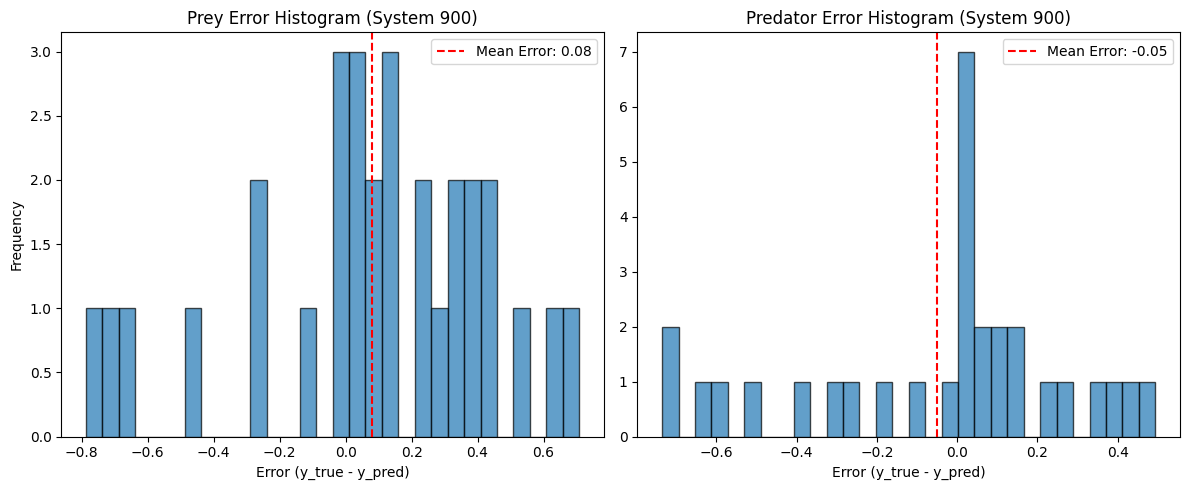 Prey Error Histogram (System 900)
Mean Error: 0.08
3.0
2.5
2.0
1.5
1.0
0.5
0.0
Frequency
−0.8 −0.6 −0.4 −0.2 0.0 0.2 0.4 0.6
Error (y_true - y_pred)
Predator Error Histogram (System 900)
Mean Error: -0.05
7
6
5
4
3
2
1
0
−0.6 −0.4 −0.2 0.0 0.2 0.4
Error (y_true - y_pred)